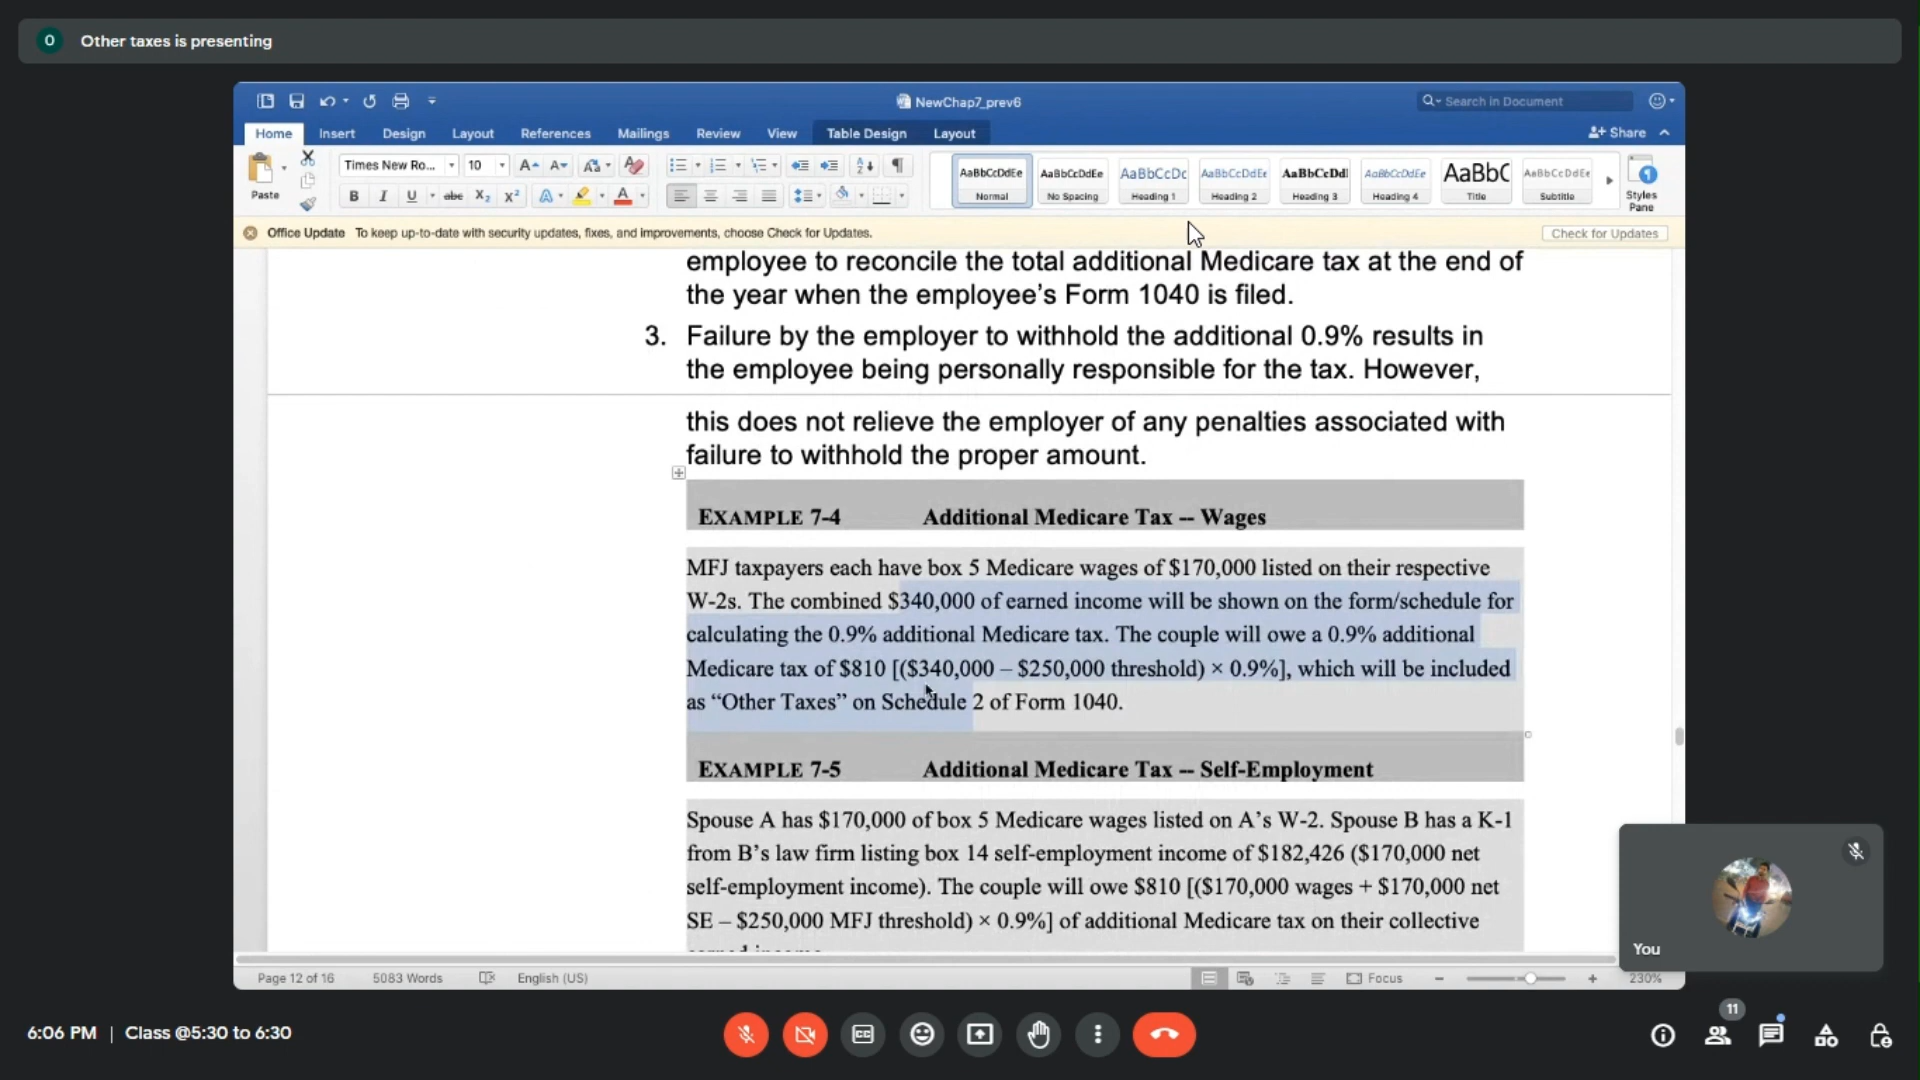 O Other taxes is presenting
NewChap7_prev6
Search in Document
Home Insert Design Layout References Mailings Review View Table Design Layout Share
Paste
Times New Ro... 10
AaBbCcDdEe AaBbCcDdEe AaBbCcDc AaBbCcDdEe AaBbCcDdI AaBbCcDdEe AaBbC AaBbCcDdEe
Normal No Spacing Heading 1 Heading 2 Heading 3 Heading 4 Title Subtitle
Styles
Pane
Office Update To keep up-to-date with security updates, fixes, and improvements, choose Check for Updates. Check for Updates
employee to reconcile the total additional Medicare tax at the end of
the year when the employee’s Form 1040 is filed.
3. Failure by the employer to withhold the additional 0.9% results in
the employee being personally responsible for the tax. However,
this does not relieve the employer of any penalties associated with
failure to withhold the proper amount.
EXAMPLE 7-4 Additional Medicare Tax -- Wages
MFJ taxpayers each have box 5 Medicare wages of $170,000 listed on their respective
W-2s. The combined $340,000 of earned income will be shown on the form/schedule for
calculating the 0.9% additional Medicare tax. The couple will owe a 0.9% additional
Medicare tax of $810 [($340,000 – $250,000 threshold) × 0.9%], which will be included
as “Other Taxes” on Schedule 2 of Form 1040.
EXAMPLE 7-5 Additional Medicare Tax -- Self-Employment
Spouse A has $170,000 of box 5 Medicare wages listed on A’s W-2. Spouse B has a K-1
from B’s law firm listing box 14 self-employment income of $182,426 ($170,000 net
self-employment income). The couple will owe $810 [($170,000 wages + $170,000 net
SE – $250,000 MFJ threshold) × 0.9%] of additional Medicare tax on their collective
Page 12 of 16 5083 Words English (US) Focus 230%
You
6:06 PM | Class @5:30 to 6:30
11